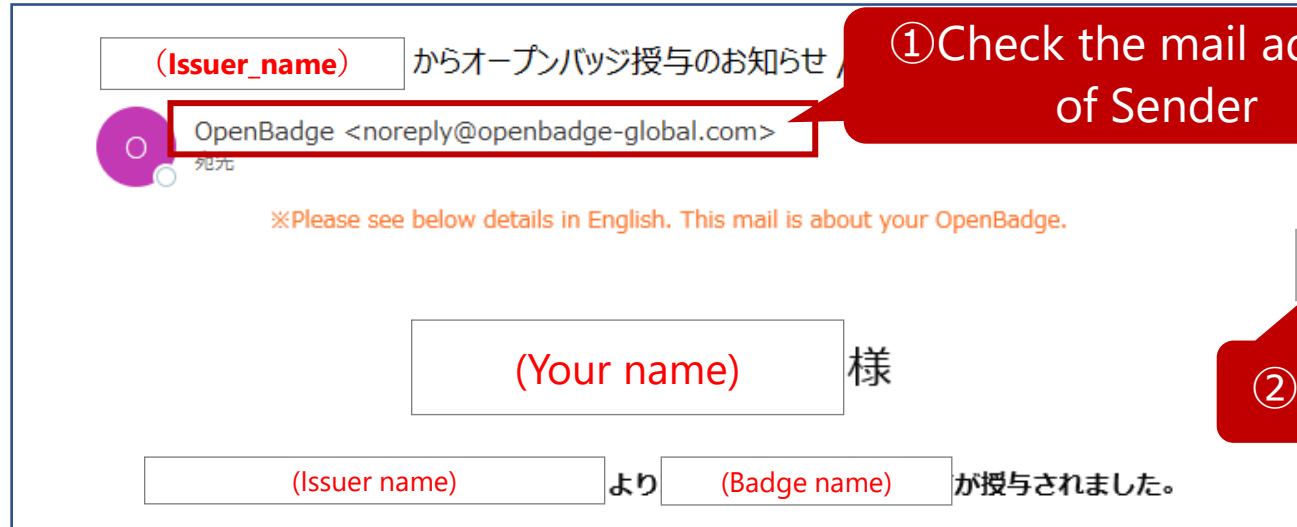 （Issuer_name） からオープンバッジ授与のお知らせ /
①Check the mail ad
of Sender
O
OpenBadge <noreply@openbadge-global.com>
宛先
※Please see below details in English. This mail is about your OpenBadge.
(Your name) 様
②
(Issuer name) より (Badge name) が授与されました。